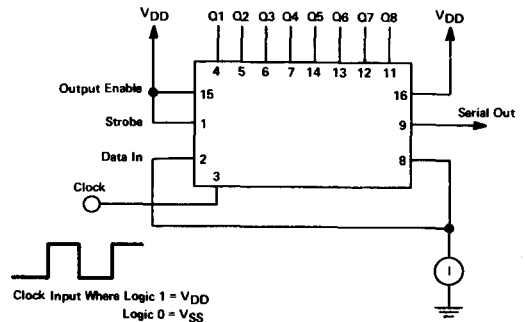 VDD Q1 Q2 Q3 Q4 Q5 Q6 Q7 Q8 VDD
4 5 6 7 14 13 12 11
Output Enable 15 16
Serial Out
Strobe 1 9
Data In 2 8
3
Clock
I
Clock Input Where Logic 1 = VDD
Logic 0 = VSS